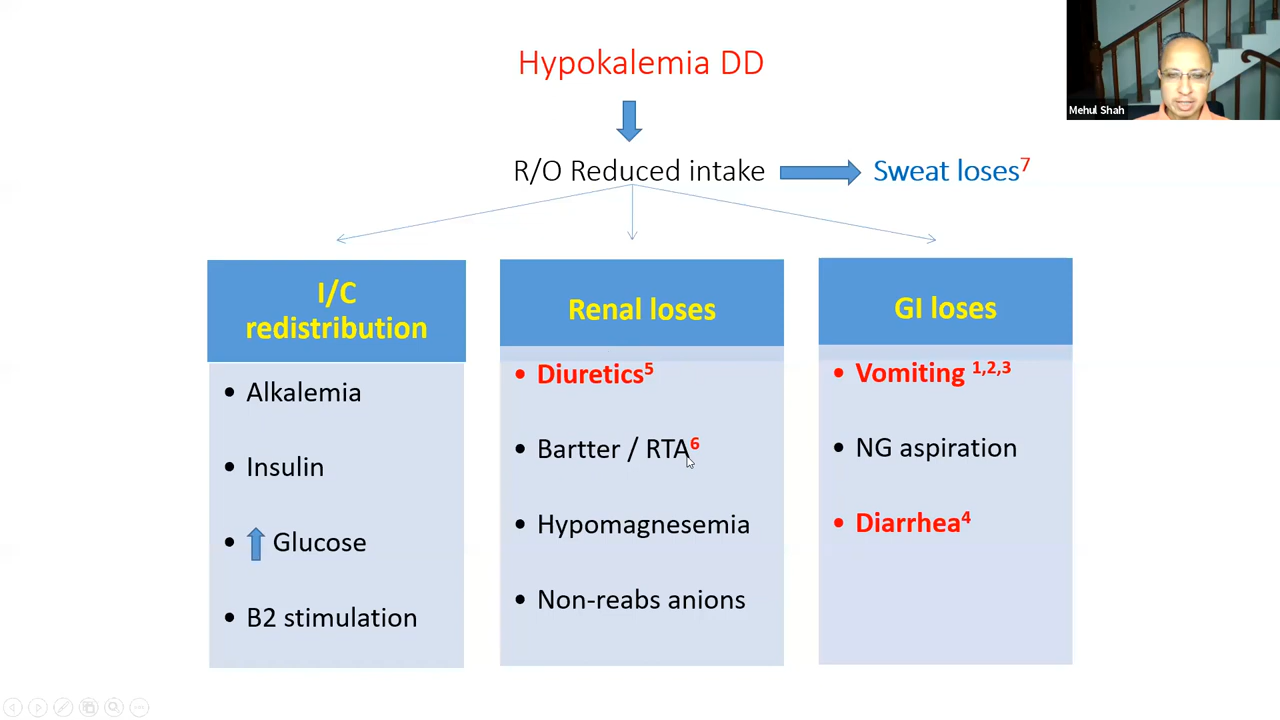 Hypokalemia DD
Mehul Shah
R/O Reduced intake
Sweat loses7
I/C
redistribution
• Alkalemia
• Insulin
• Glucose
• B2 stimulation
Renal loses
• Diuretics5
• Bartter / RTA6
• Hypomagnesemia
• Non-reabs anions
GI loses
• Vomiting 1,2,3
• NG aspiration
• Diarrhea4